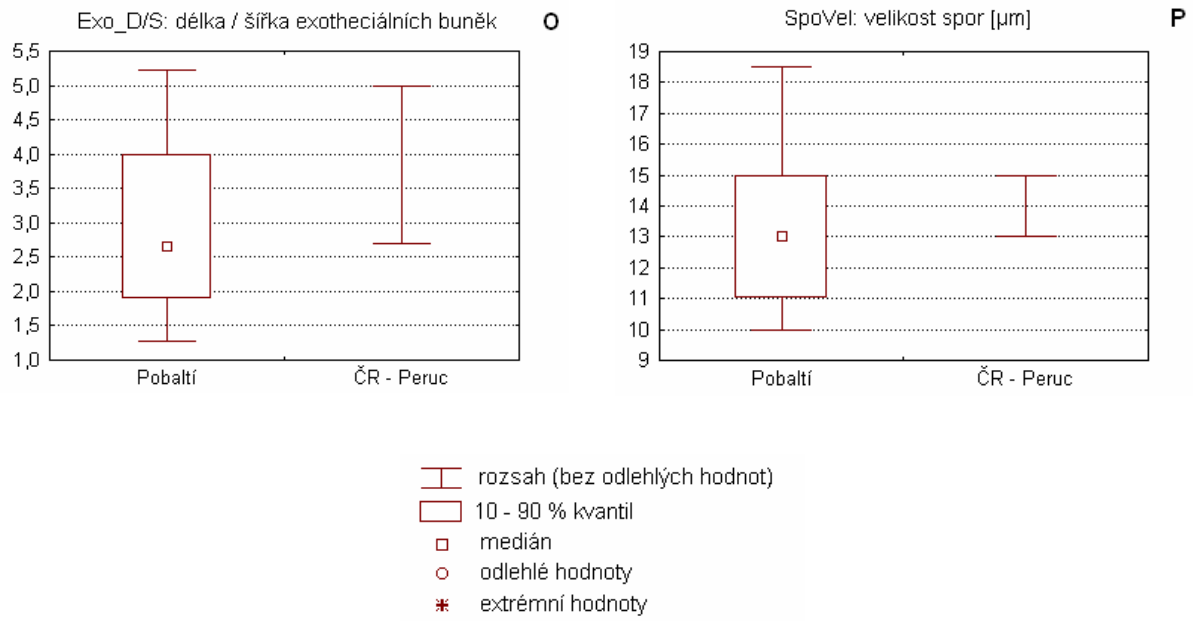 Exo_D/S: délka / šířka exotheciálních buněk
O
5,5
5,0
4,5
4,0
3,5
3,0
2,5
2,0
1,5
1,0
Pobaltí
ČR - Peruc
SpoVel: velikost spor [µm]
P
19
18
17
16
15
14
13
12
11
10
9
Pobaltí
ČR - Peruc
rozsah (bez odlehlých hodnot)
10 - 90 % kvantil
medián
odlehlé hodnoty
extrémní hodnoty